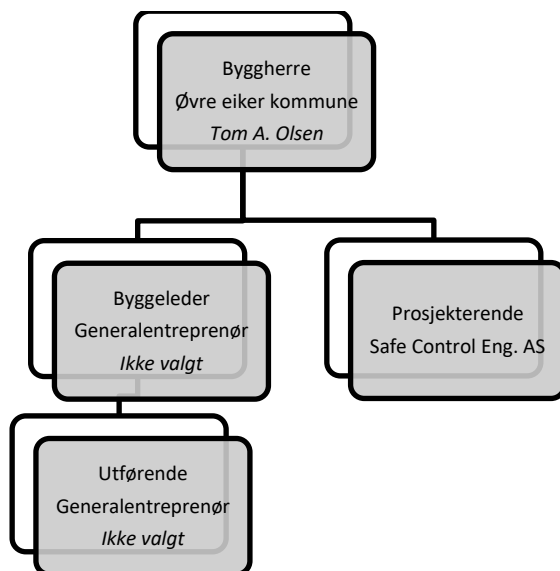 Byggherre
Øvre eiker kommune
Tom A. Olsen
Byggeleder
Generalentreprenør
Ikke valgt
Prosjekterende
Safe Control Eng. AS
Utførende
Generalentreprenør
Ikke valgt